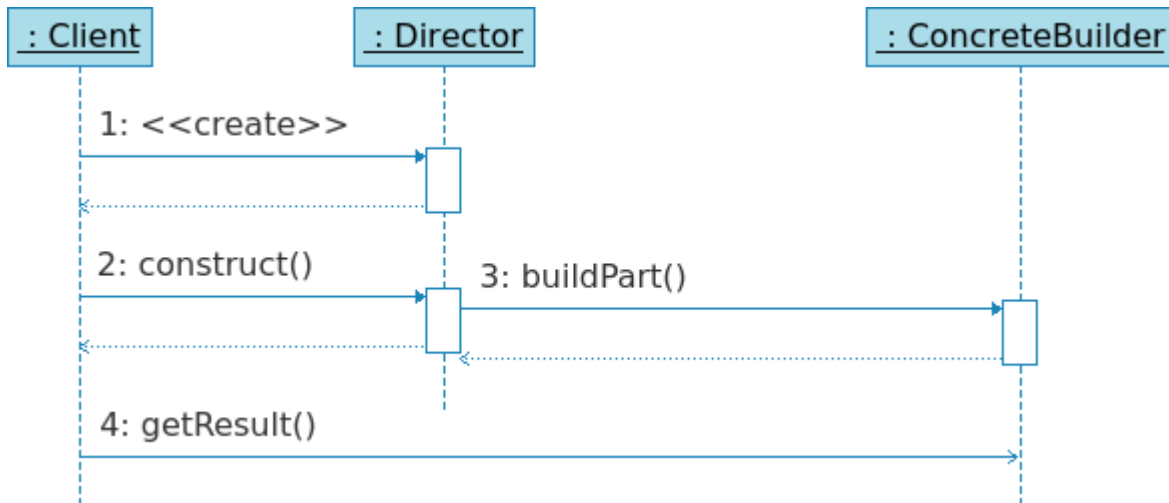 : Client
: Director
: ConcreteBuilder
1: <<create>>
2: construct()
3: buildPart()
4: getResult()